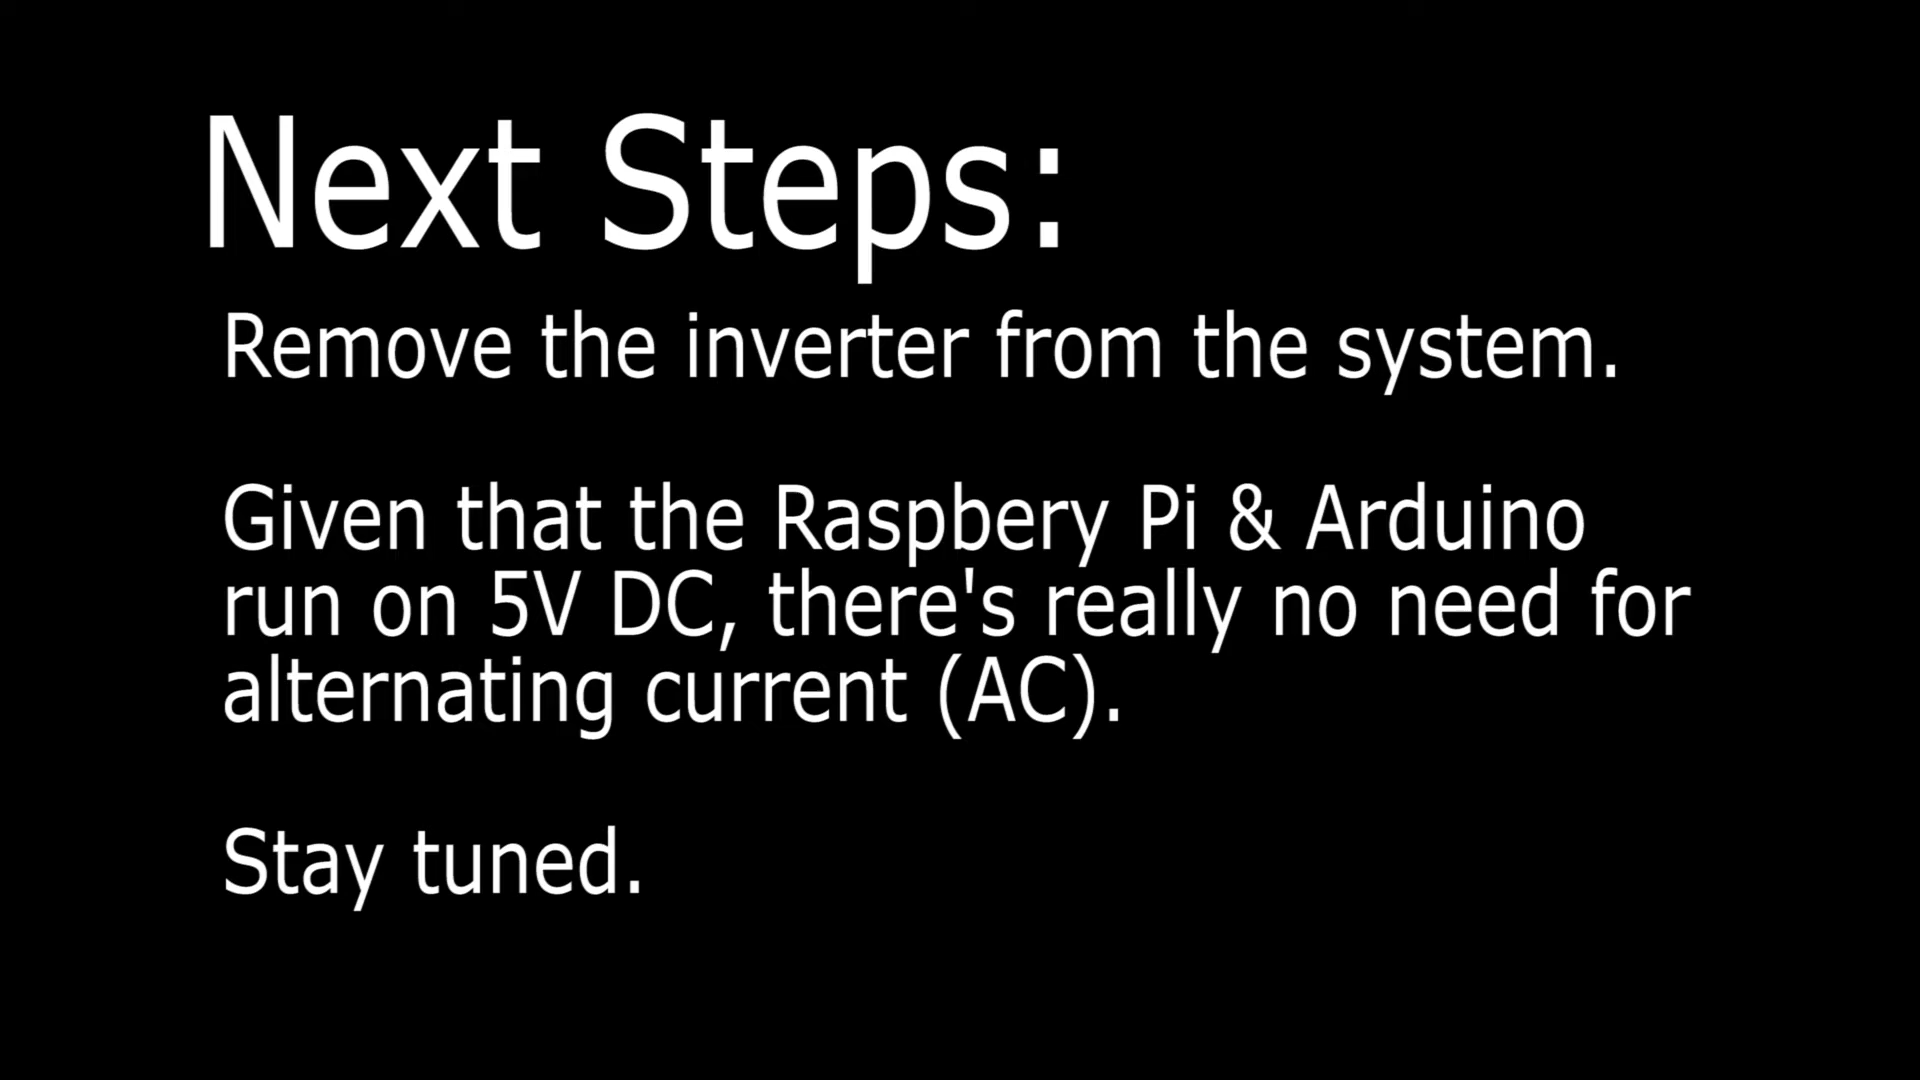 Next Steps:
Remove the inverter from the system.
Given that the Raspbery Pi & Arduino
run on 5V DC, there's really no need for
alternating current (AC).
Stay tuned.